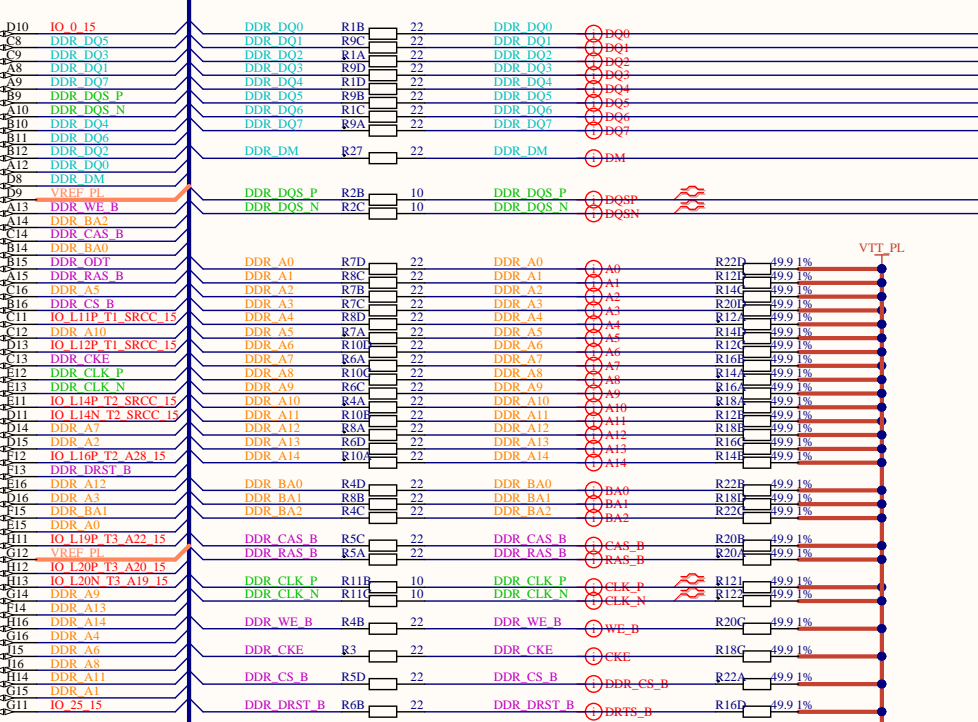 D10 IO_0_15 DDR_DQ0 R1B 22 DDR_DQ0 i DQ0
C8 DDR_DQ5 DDR_DQ1 R9C 22 DDR_DQ1 i DQ1
C9 DDR_DQ3 DDR_DQ2 R1A 22 DDR_DQ2 i DQ2
A8 DDR_DQ1 DDR_DQ3 R9D 22 DDR_DQ3 i DQ3
A9 DDR_DQ7 DDR_DQ4 R1D 22 DDR_DQ4 i DQ4
B9 DDR_DQS_P DDR_DQ5 R9B 22 DDR_DQ5 i DQ5
A10 DDR_DQS_N DDR_DQ6 R1C 22 DDR_DQ6 i DQ6
B10 DDR_DQ4 DDR_DQ7 R9A 22 DDR_DQ7 i DQ7
B11 DDR_DQ6
B12 DDR_DQ2 DDR_DM R27 22 DDR_DM i DM
A12 DDR_DQ0
D8 DDR_DM
D9 VREF_PL DDR_DQS_P R2B 10 DDR_DQS_P i DQSP
A13 DDR_WE_B DDR_DQS_N R2C 10 DDR_DQS_N i DQSN
A14 DDR_BA2
C14 DDR_CAS_B
B14 DDR_BA0 VTT_PL
B15 DDR_ODT DDR_A0 R7D 22 DDR_A0 i A0 R22D 49.9 1%
A15 DDR_RAS_B DDR_A1 R8C 22 DDR_A1 i A1 R12D 49.9 1%
C16 DDR_A5 DDR_A2 R7B 22 DDR_A2 i A2 R14C 49.9 1%
B16 DDR_CS_B DDR_A3 R7C 22 DDR_A3 i A3 R20D 49.9 1%
C11 IO_L11P_T1_SRCC_15 DDR_A4 R8D 22 DDR_A4 i A4 R12A 49.9 1%
C12 DDR_A10 DDR_A5 R7A 22 DDR_A5 i A5 R14D 49.9 1%
D13 IO_L12P_T1_SRCC_15 DDR_A6 R10D 22 DDR_A6 i A6 R12C 49.9 1%
C13 DDR_CKE DDR_A7 R6A 22 DDR_A7 i A7 R16B 49.9 1%
E12 DDR_CLK_P DDR_A8 R10C 22 DDR_A8 i A8 R14A 49.9 1%
E13 DDR_CLK_N DDR_A9 R6C 22 DDR_A9 i A9 R16A 49.9 1%
E11 IO_L14P_T2_SRCC_15 DDR_A10 R4A 22 DDR_A10 i A10 R18A 49.9 1%
D11 IO_L14N_T2_SRCC_15 DDR_A11 R10B 22 DDR_A11 i A11 R12B 49.9 1%
D14 DDR_A7 DDR_A12 R8A 22 DDR_A12 i A12 R18B 49.9 1%
D15 DDR_A2 DDR_A13 R6D 22 DDR_A13 i A13 R16C 49.9 1%
F12 IO_L16P_T2_A28_15 DDR_A14 R10A 22 DDR_A14 i A14 R14B 49.9 1%
F13 DDR_DRST_B
E16 DDR_A12 DDR_BA0 R4D 22 DDR_BA0 i BA0 R22B 49.9 1%
D16 DDR_A3 DDR_BA1 R8B 22 DDR_BA1 i BA1 R18D 49.9 1%
F15 DDR_BA1 DDR_BA2 R4C 22 DDR_BA2 i BA2 R22C 49.9 1%
E15 DDR_A0
H11 IO_L19P_T3_A22_15 DDR_CAS_B R5C 22 DDR_CAS_B i CAS_B R20B 49.9 1%
G12 VREF_PL DDR_RAS_B R5A 22 DDR_RAS_B i RAS_B R20A 49.9 1%
H12 IO_L20P_T3_A20_15
H13 IO_L20N_T3_A19_15 DDR_CLK_P R11B 10 DDR_CLK_P i CLK_P R121 49.9 1%
G14 DDR_A9 DDR_CLK_N R11C 10 DDR_CLK_N i CLK_N R122 49.9 1%
F14 DDR_A13
H16 DDR_A14 DDR_WE_B R4B 22 DDR_WE_B i WE_B R20C 49.9 1%
G16 DDR_A4
J15 DDR_A6 DDR_CKE R3 22 DDR_CKE i CKE R18C 49.9 1%
J16 DDR_A8
H14 DDR_A11 DDR_CS_B R5D 22 DDR_CS_B i DDR_CS_B R22A 49.9 1%
G15 DDR_A1
G11 IO_25_15 DDR_DRST_B R6B 22 DDR_DRST_B i DRTS_B R16D 49.9 1%